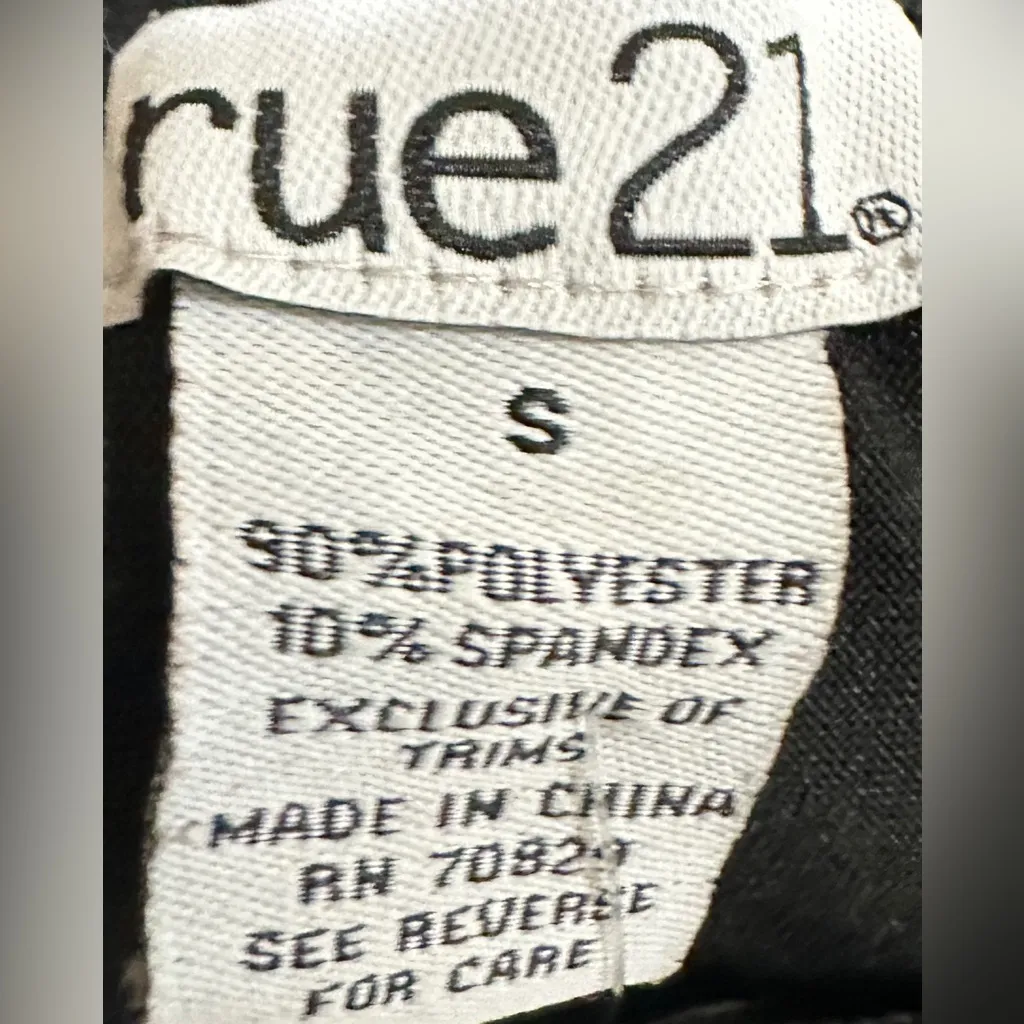 rue21®
S
90%POLYESTER
10% SPANDEX
EXCLUSIVE OF
TRIMS
MADE IN CHINA
RN
SEE REVERSE
FOR CARE